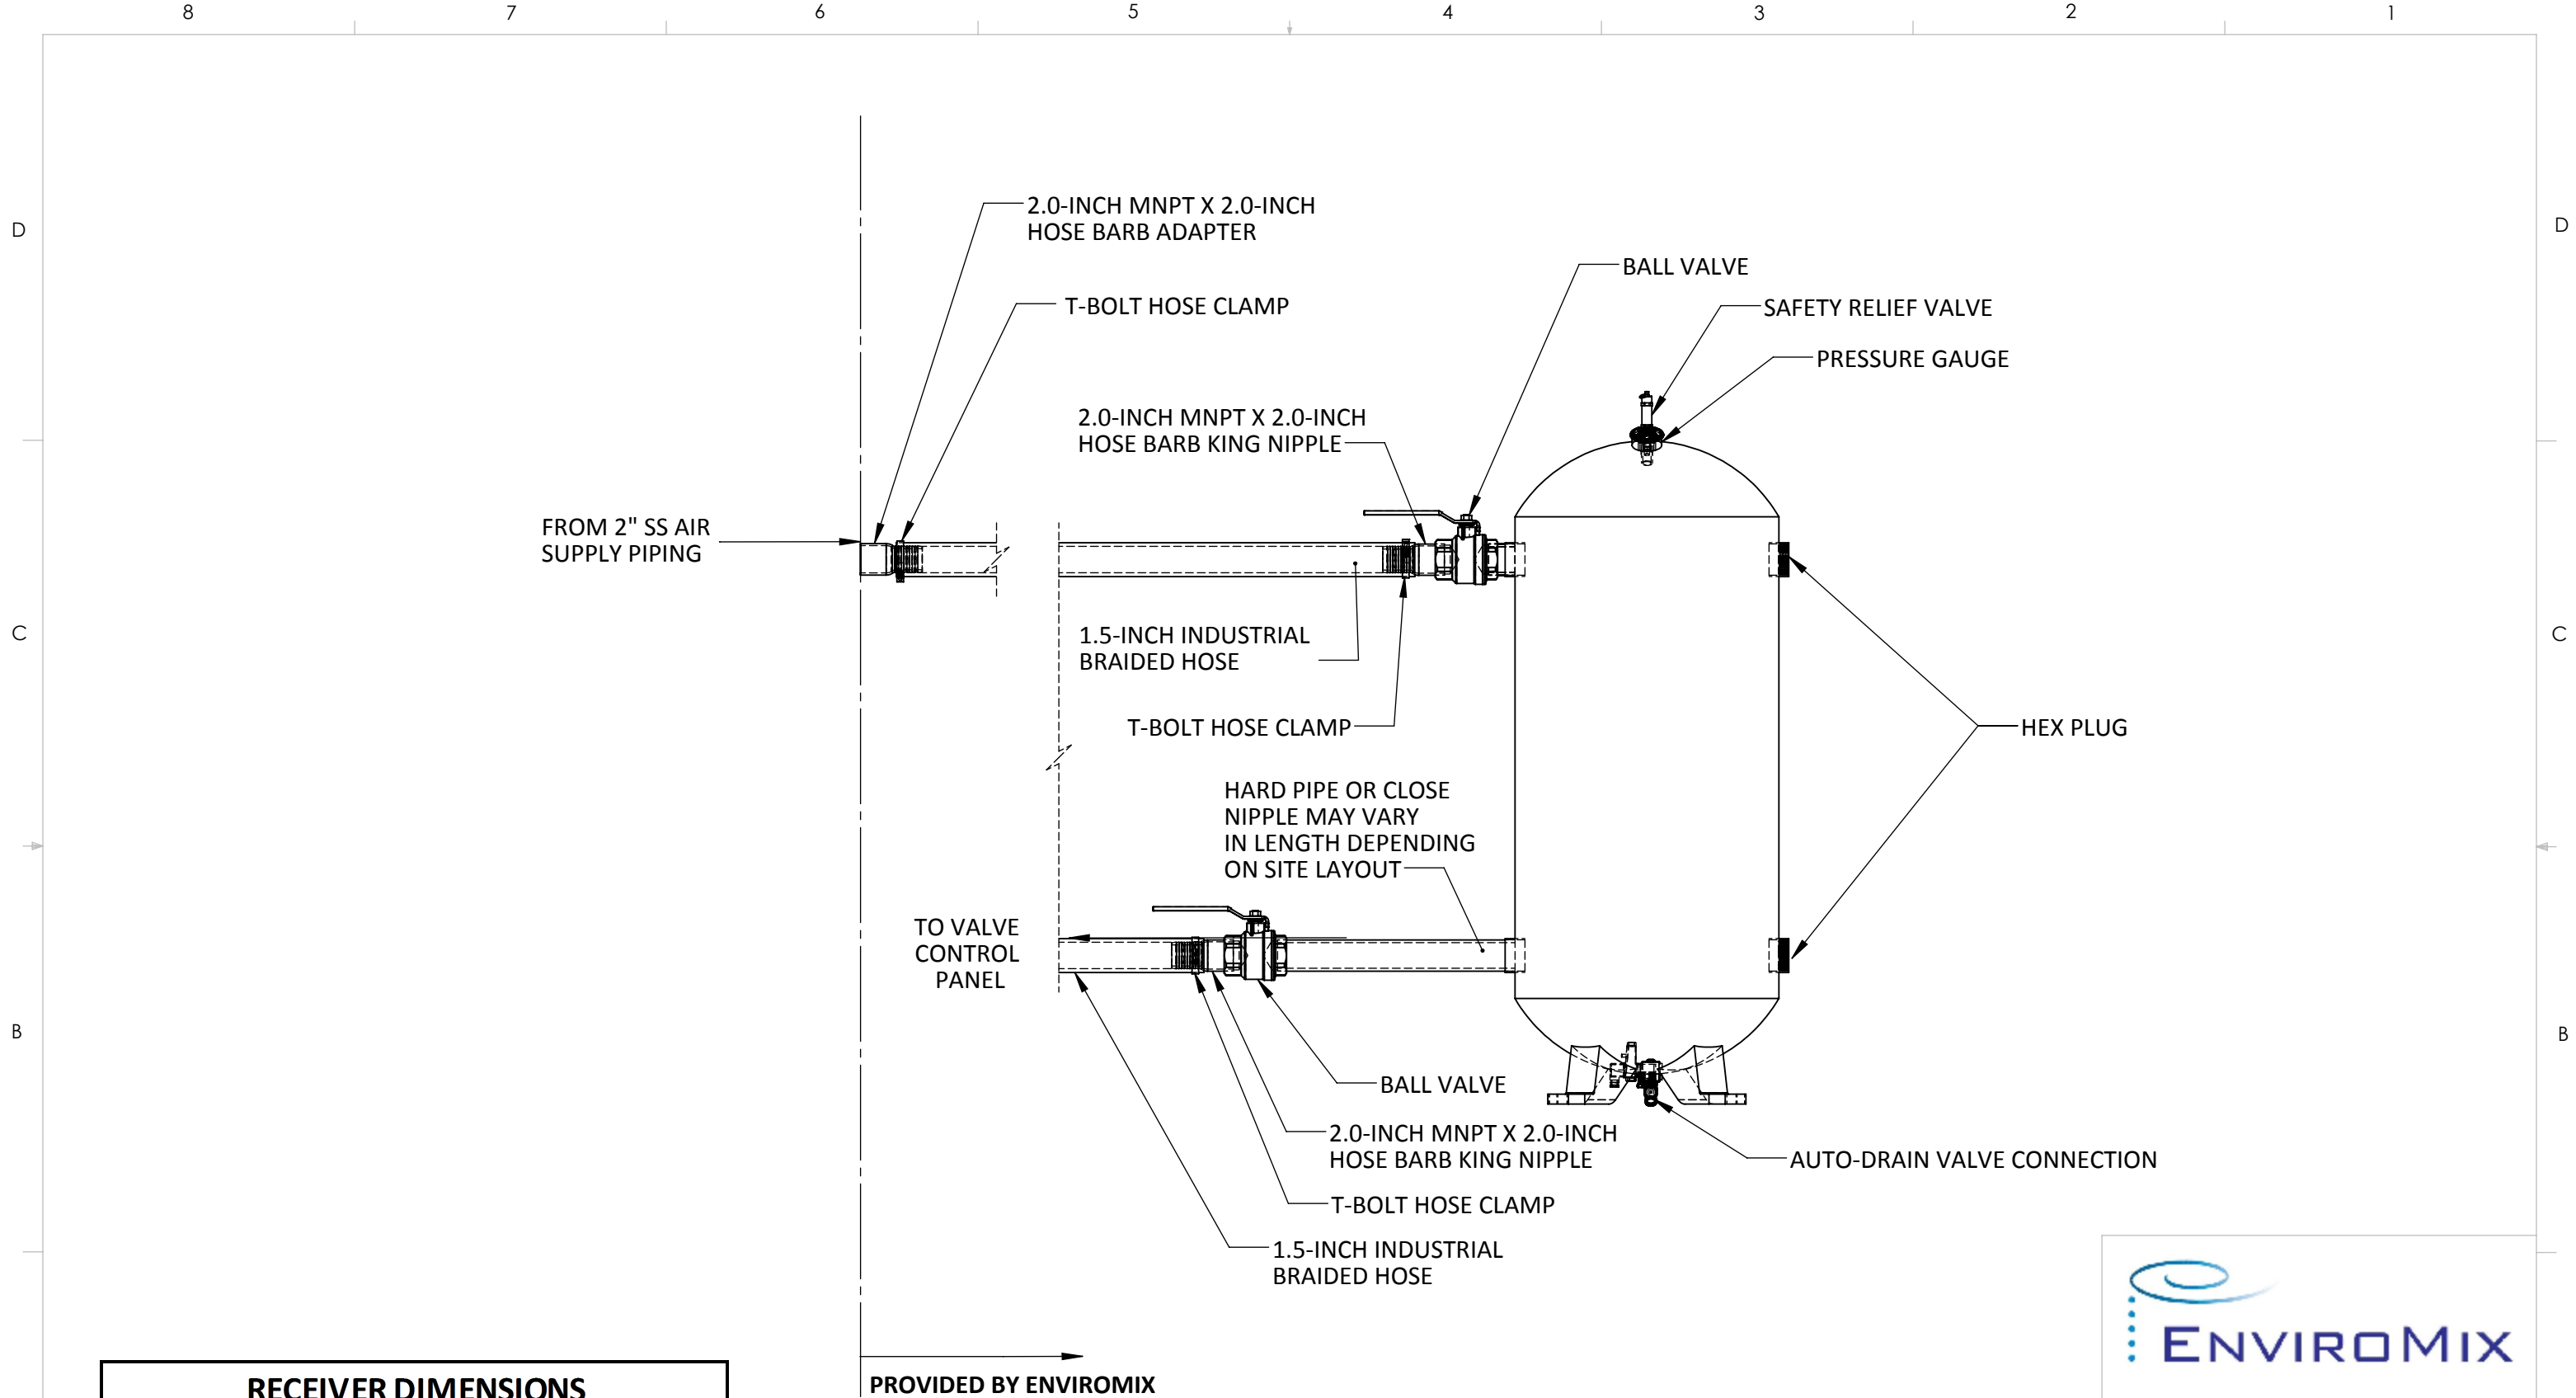 8 7 6 5 4 3 2 1
D
D
2.0-INCH MNPT X 2.0-INCH
HOSE BARB ADAPTER
BALL VALVE
T-BOLT HOSE CLAMP
SAFETY RELIEF VALVE
PRESSURE GAUGE
2.0-INCH MNPT X 2.0-INCH
HOSE BARB KING NIPPLE
FROM 2" SS AIR
SUPPLY PIPING
C
C
1.5-INCH INDUSTRIAL
BRAIDED HOSE
T-BOLT HOSE CLAMP
HEX PLUG
HARD PIPE OR CLOSE
NIPPLE MAY VARY
IN LENGTH DEPENDING
ON SITE LAYOUT
TO VALVE
CONTROL
PANEL
B
B
BALL VALVE
2.0-INCH MNPT X 2.0-INCH
HOSE BARB KING NIPPLE
AUTO-DRAIN VALVE CONNECTION
T-BOLT HOSE CLAMP
1.5-INCH INDUSTRIAL
BRAIDED HOSE
ENVIROMIX
PROVIDED BY ENVIROMIX
RECEIVER DIMENSIONS